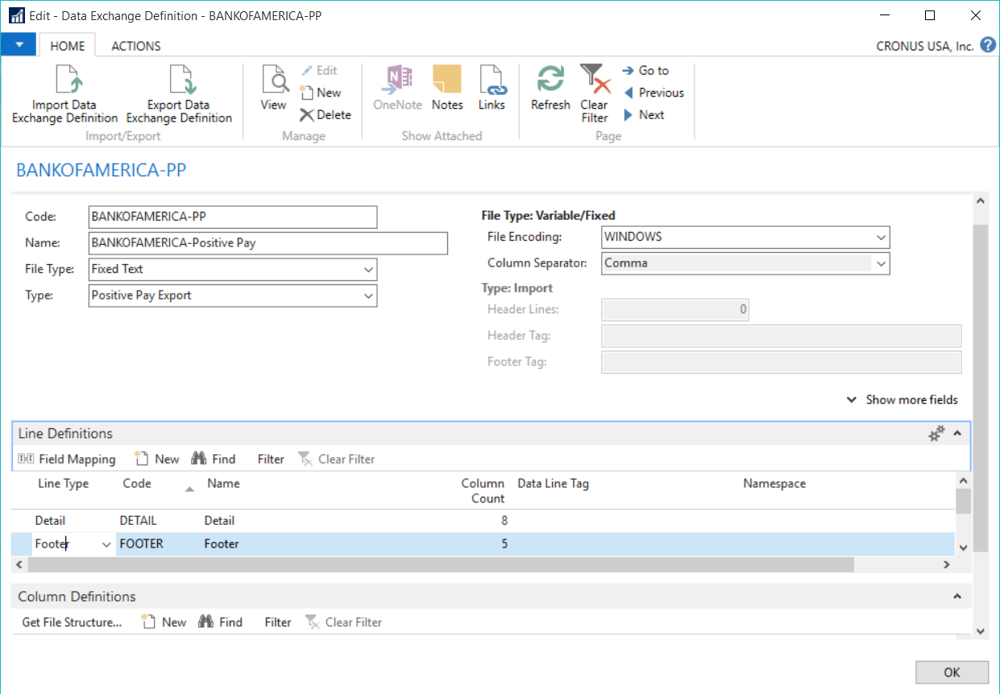 Edit - Data Exchange Definition - BANKOFAMERICA-PP
HOME ACTIONS CRONUS USA, Inc. ?
Import Data Exchange Definition
Export Data Exchange Definition
Import/Export
View
Edit
New
Delete
Manage
OneNote
Notes
Links
Show Attached
Refresh
Clear Filter
Go to
Previous
Next
Page
BANKOFAMERICA-PP
Code: BANKOFAMERICA-PP
Name: BANKOFAMERICA-Positive Pay
File Type: Fixed Text
Type: Positive Pay Export
File Type: Variable/Fixed
File Encoding: WINDOWS
Column Separator: Comma
Type: Import
Header Lines: 0
Header Tag:
Footer Tag:
Show more fields
Line Definitions
Field Mapping New Find Filter Clear Filter
Line Type Code Name Column Count Data Line Tag Namespace
Detail DETAIL Detail 8
Footer FOOTER Footer 5
Column Definitions
Get File Structure... New Find Filter Clear Filter
OK